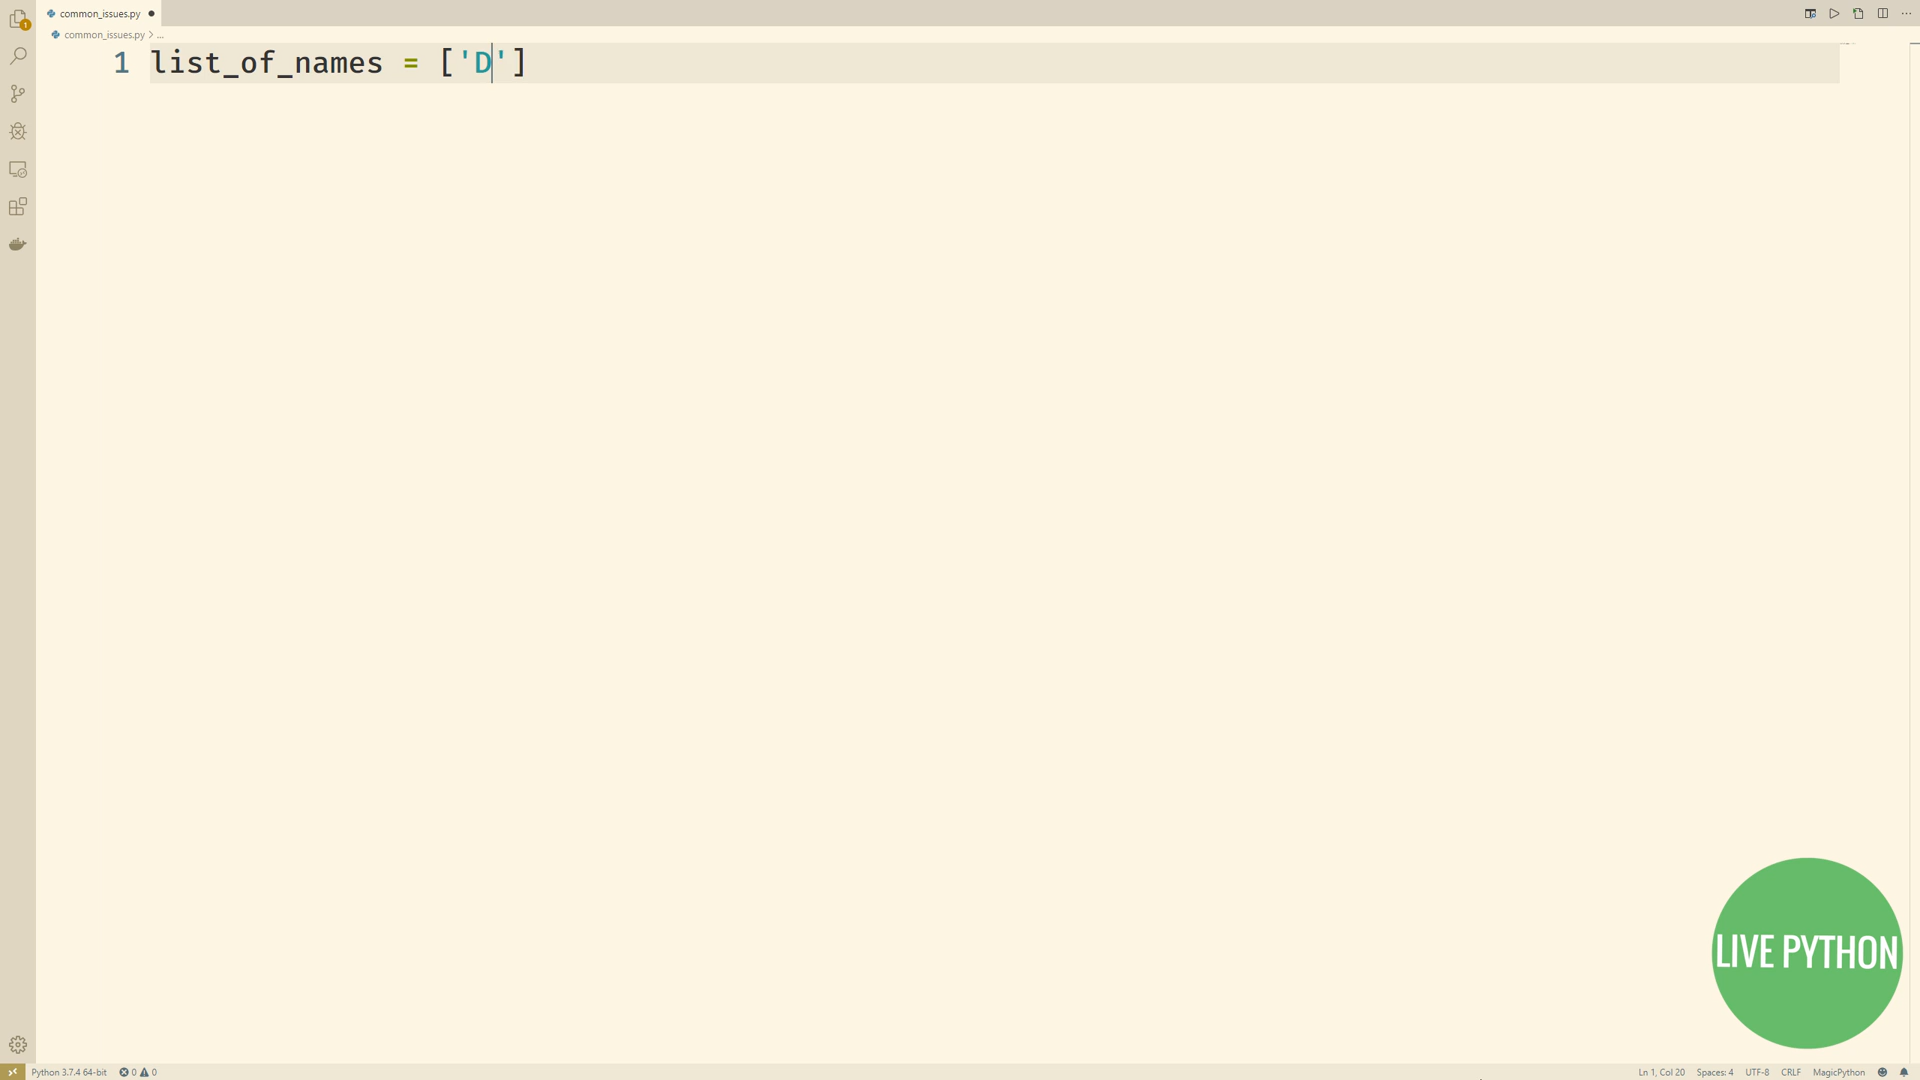 common_issues.py
common_issues.py > ...
1 list_of_names = ['D']
1
LIVE PYTHON
Python 3.7.4 64-bit 0 0 Ln 1, Col 20 Spaces: 4 UTF-8 CRLF MagicPython